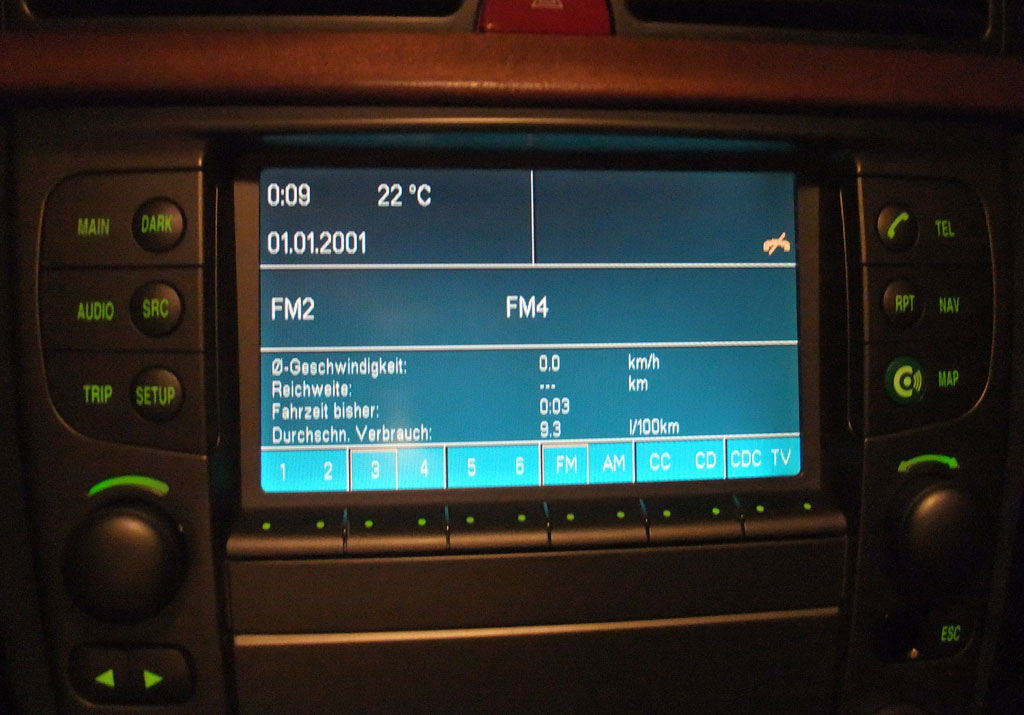 MAIN DARK
AUDIO SRC
TRIP SETUP
0:09 22 °C
01.01.2001
FM2 FM4
Ø-Geschwindigkeit: 0.0 km/h
Reichweite: --- km
Fahrzeit bisher: 0:03
Durchschn. Verbrauch: 9.3 l/100km
1 2 3 4 5 6 FM AM CC CD CDC TV
TEL
RPT NAV
MAP
ESC